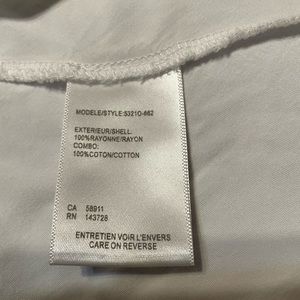 MODELE/STYLE:53210-662
EXTERIEUR/SHELL:
100%RAYONNE/RAYON
COMBO:
100%COTON/COTTON
CA 58911
RN 143728
ENTRETIEN VOIR L'ENVERS
CARE ON REVERSE